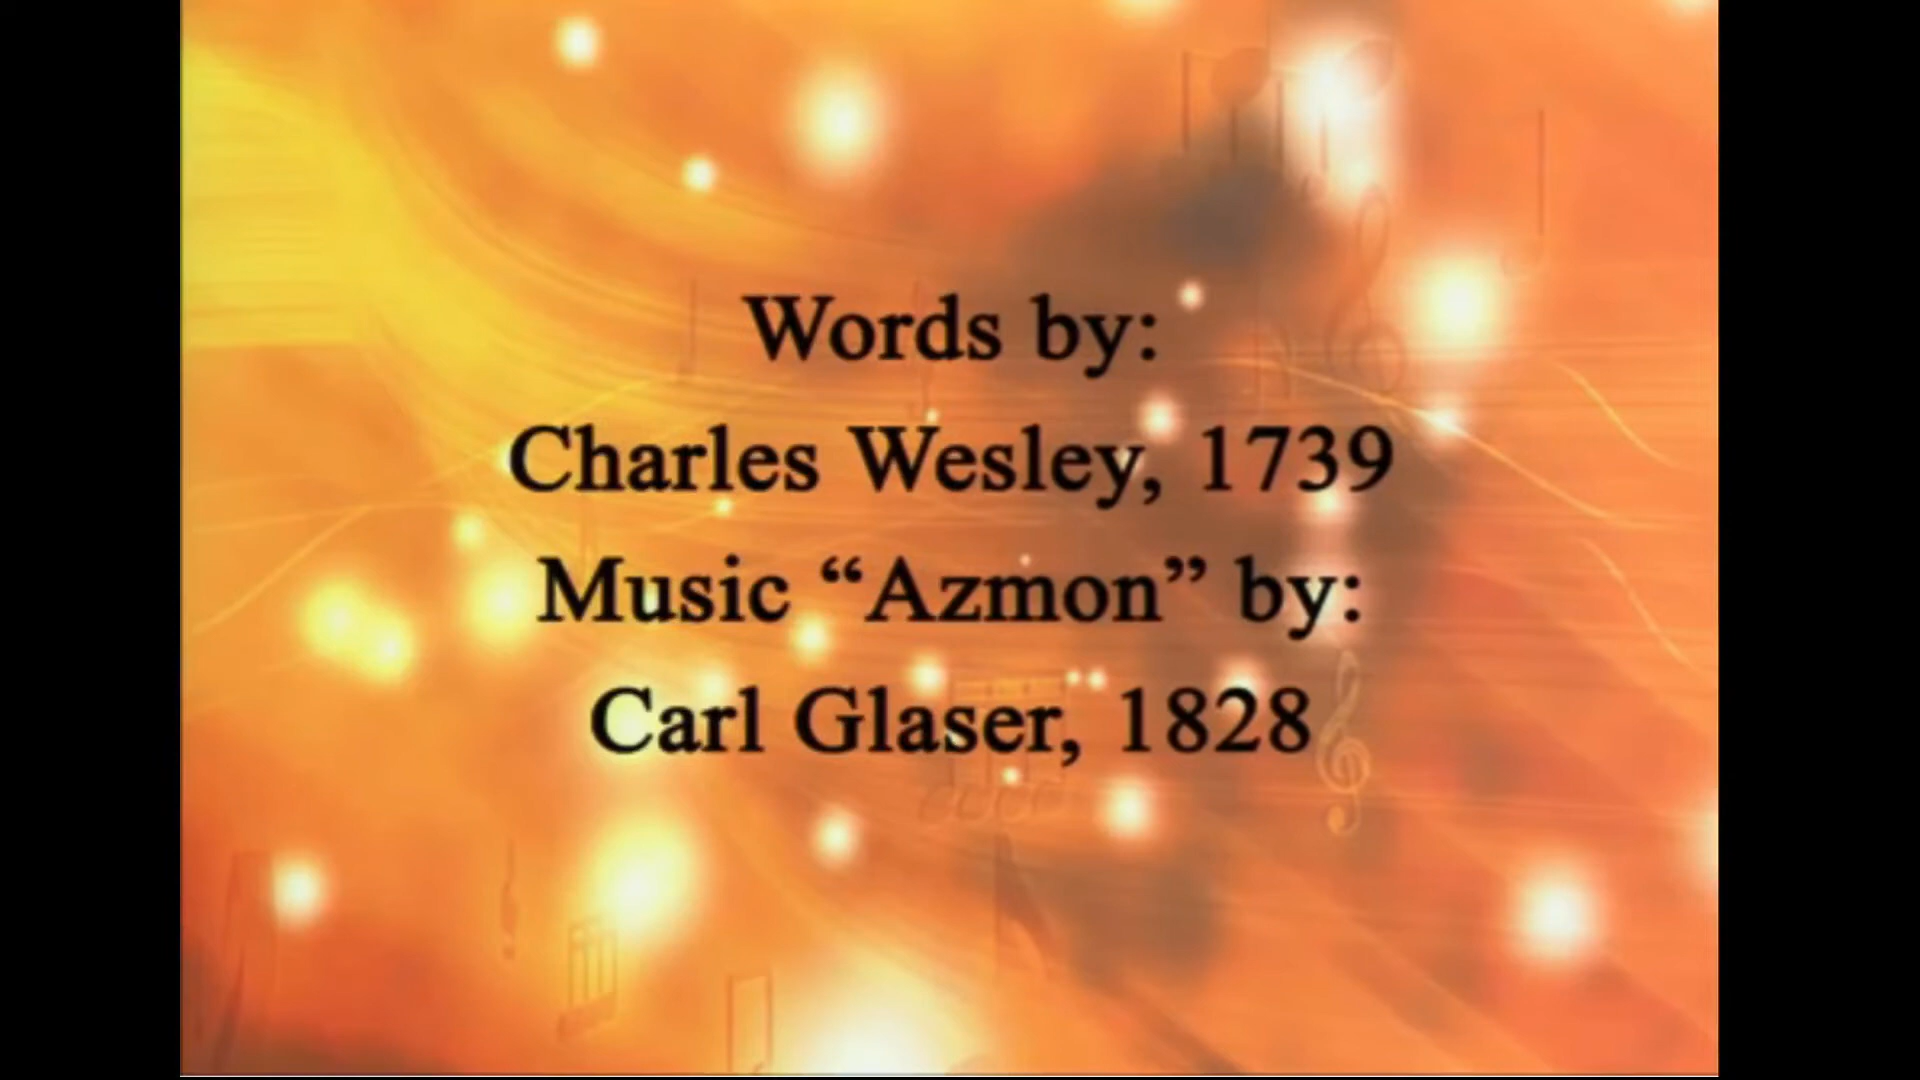 Words by:
Charles Wesley, 1739
Music “Azmon” by:
Carl Glaser, 1828